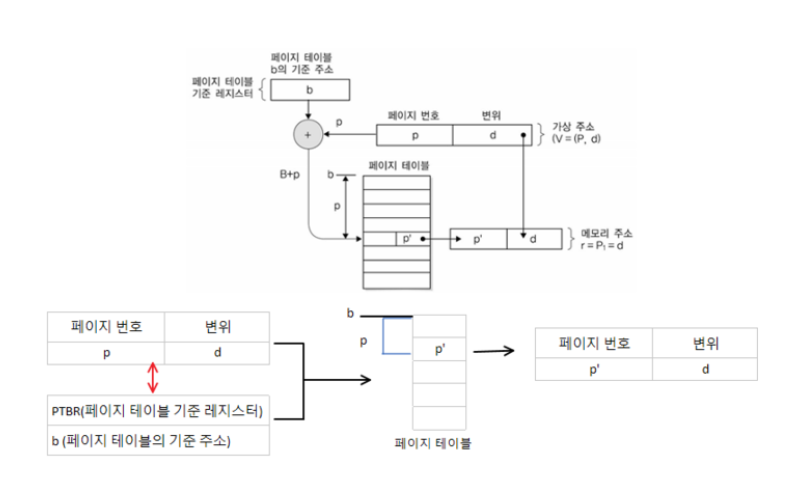 페이지 테이블
b의 기준 주소
페이지 테이블
기준 레지스터
b
페이지 번호
변위
p
+
p
d
가상 주소
(V = (P, d)
페이지 테이블
B+p
b
p
p'
p'
d
메모리 주소
r = P₁ = d
페이지 번호
변위
p
d
PTBR(페이지 테이블 기준 레지스터)
b (페이지 테이블의 기준 주소)
b
p
p'
페이지 테이블
페이지 번호
변위
p'
d